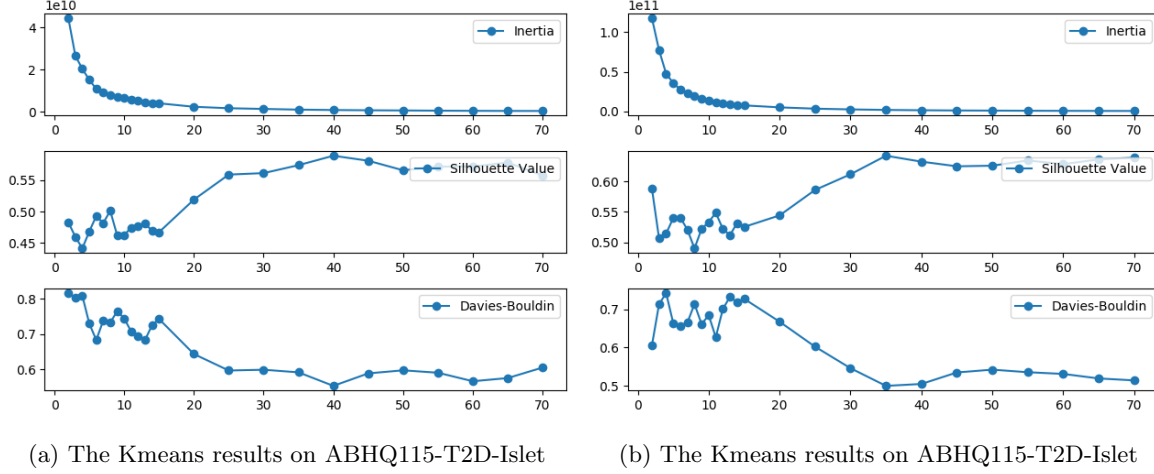 1e10
4
2
0
Inertia
0 10 20 30 40 50 60 70
0.55
0.50
0.45
Silhouette Value
0 10 20 30 40 50 60 70
0.8
0.7
0.6
Davies-Bouldin
0 10 20 30 40 50 60 70
(a) The Kmeans results on ABHQ115-T2D-Islet
1e11
1.0
0.5
0.0
Inertia
0 10 20 30 40 50 60 70
0.60
0.55
0.50
Silhouette Value
0 10 20 30 40 50 60 70
0.7
0.6
0.5
Davies-Bouldin
0 10 20 30 40 50 60 70
(b) The Kmeans results on ABHQ115-T2D-Islet